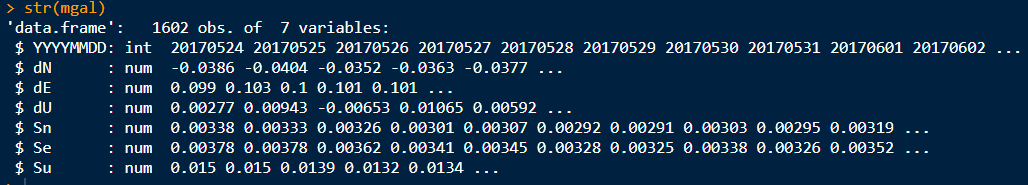 > str(mgal)
'data.frame':   1602 obs. of  7 variables:
 $ YYYYMMDD: int  20170524 20170525 20170526 20170527 20170528 20170529 20170530 20170531 20170601 20170602 ...
 $ dN      : num  -0.0386 -0.0404 -0.0352 -0.0363 -0.0377 ...
 $ dE      : num  0.099 0.103 0.1 0.101 0.101 ...
 $ dU      : num  0.00277 0.00943 -0.00653 0.01065 0.00592 ...
 $ Sn      : num  0.00338 0.00333 0.00326 0.00301 0.00307 0.00292 0.00291 0.00303 0.00295 0.00319 ...
 $ Se      : num  0.00378 0.00378 0.00362 0.00341 0.00345 0.00328 0.00325 0.00338 0.00326 0.00352 ...
 $ Su      : num  0.015 0.015 0.0139 0.0132 0.0134 ...